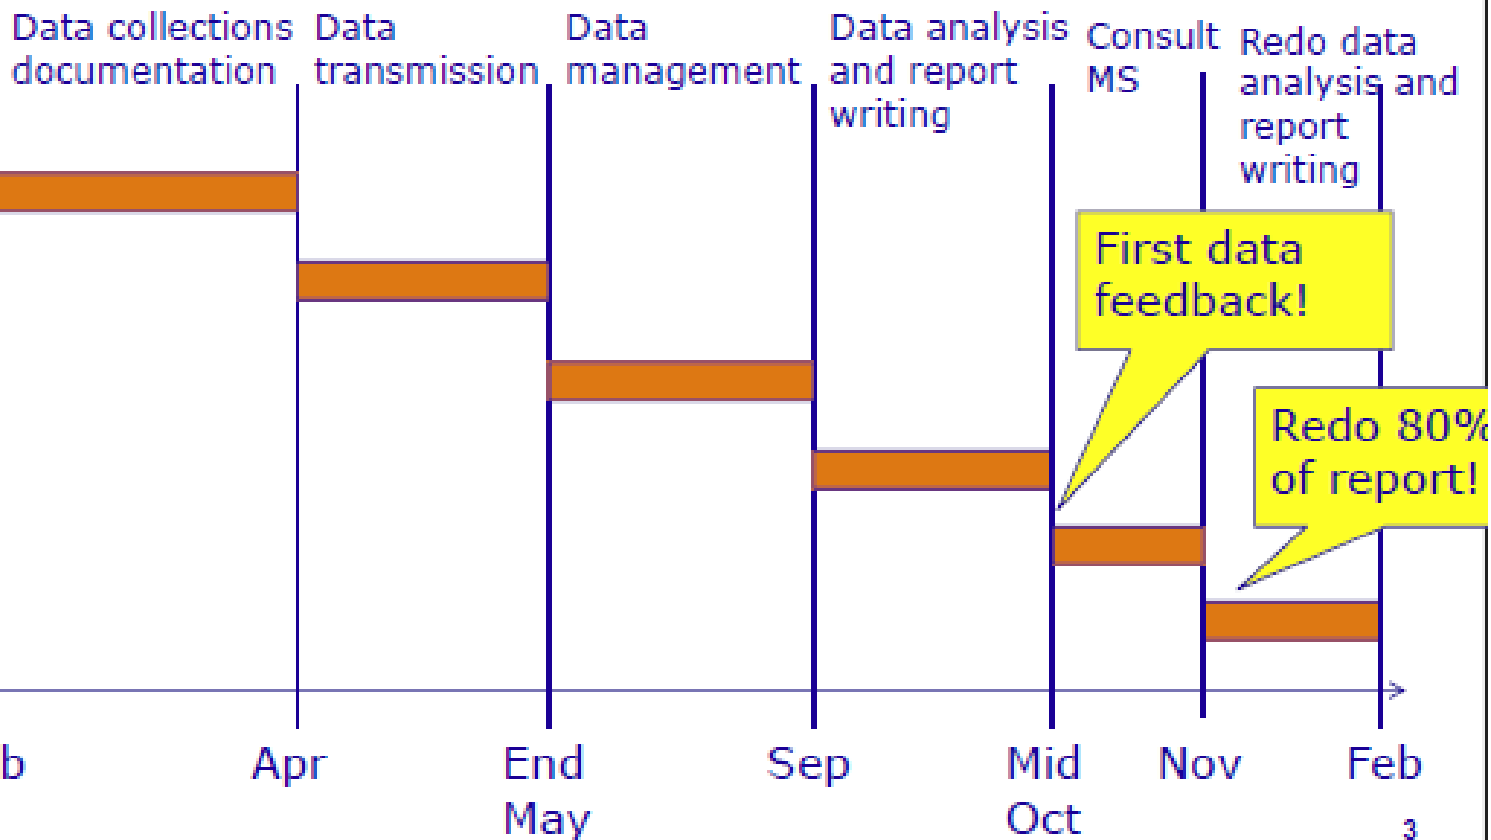 Data collections
documentation
Data
transmission
Data
management
Data analysis
and report
writing
Consult
MS
Redo data
analysis and
report
writing
First data
feedback!
Redo 80%
of report!
b
Apr
End
May
Sep
Mid
Oct
Nov
Feb
3